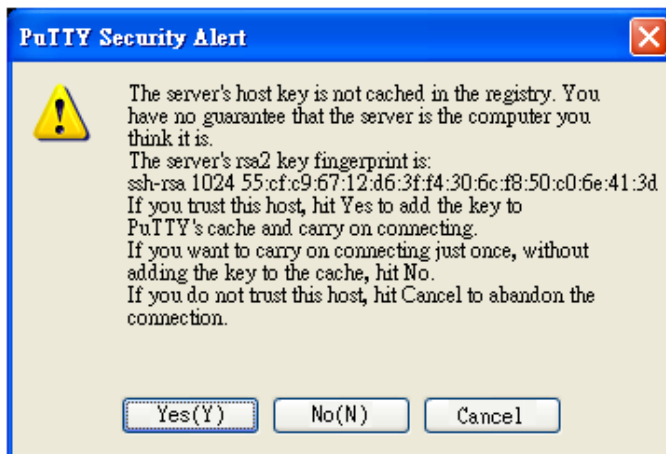 PuTTY Security Alert
The server's host key is not cached in the registry. You
have no guarantee that the server is the computer you
think it is.
The server's rsa2 key fingerprint is:
ssh-rsa 1024 55:cf:c9:67:12:d6:3f:f4:30:6c:f8:50:c0:6e:41:3d
If you trust this host, hit Yes to add the key to
PuTTY's cache and carry on connecting.
If you want to carry on connecting just once, without
adding the key to the cache, hit No.
If you do not trust this host, hit Cancel to abandon the
connection.
Yes(Y) No(N) Cancel